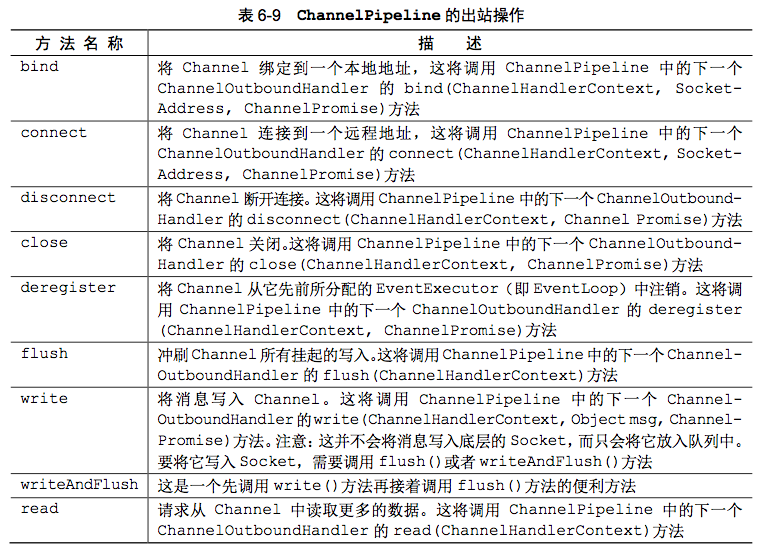 表 6-9 ChannelPipeline 的出站操作
方 法 名 称 描 述
bind 将 Channel 绑定到一个本地地址，这将调用 ChannelPipeline 中的下一个
ChannelOutboundHandler 的 bind(ChannelHandlerContext, Socket-
Address, ChannelPromise)方法
connect 将 Channel 连接到一个远程地址，这将调用 ChannelPipeline 中的下一个
ChannelOutboundHandler 的 connect(ChannelHandlerContext, Socket-
Address, ChannelPromise)方法
disconnect 将 Channel 断开连接。这将调用 ChannelPipeline 中的下一个 ChannelOutbound-
Handler 的 disconnect(ChannelHandlerContext, Channel Promise)方法
close 将 Channel 关闭。这将调用 ChannelPipeline 中的下一个 ChannelOutbound-
Handler 的 close(ChannelHandlerContext, ChannelPromise)方法
deregister 将 Channel 从它先前所分配的 EventExecutor（即 EventLoop）中注销。这将调
用 ChannelPipeline 中的下一个 ChannelOutboundHandler 的 deregister
(ChannelHandlerContext, ChannelPromise)方法
flush 冲刷 Channel 所有挂起的写入。这将调用 ChannelPipeline 中的下一个 Channel-
OutboundHandler 的 flush(ChannelHandlerContext)方法
write 将消息写入 Channel。这将调用 ChannelPipeline 中的下一个 Channel-
OutboundHandler 的 write(ChannelHandlerContext, Object msg, Channel-
Promise)方法。注意：这并不会将消息写入底层的 Socket，而只会将它放入队列中。
要将它写入 Socket，需要调用 flush()或者 writeAndFlush()方法
writeAndFlush 这是一个先调用 write()方法再接着调用 flush()方法的便利方法
read 请求从 Channel 中读取更多的数据。这将调用 ChannelPipeline 中的下一个
ChannelOutboundHandler 的 read(ChannelHandlerContext)方法